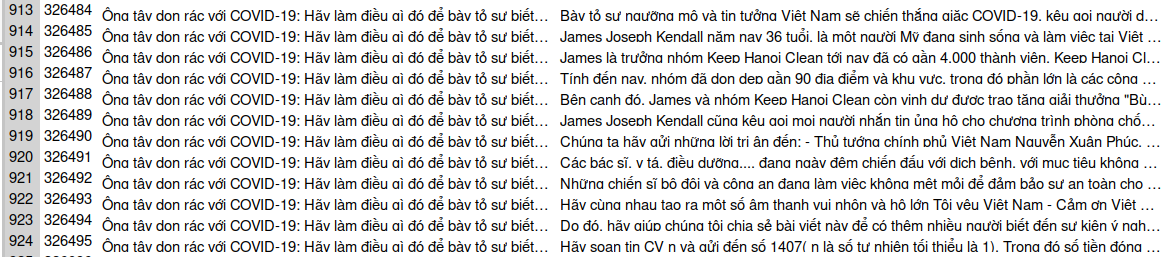 913 326484 Ông tây dọn rác với COVID-19: Hãy làm điều gì đó để bày tỏ sự biết… Bày tỏ sự ngưỡng mộ và tin tưởng Việt Nam sẽ chiến thắng giặc COVID-19, kêu gọi người d…
914 326485 Ông tây dọn rác với COVID-19: Hãy làm điều gì đó để bày tỏ sự biết… James Joseph Kendall năm nay 36 tuổi, là một người Mỹ đang sinh sống và làm việc tại Việt …
915 326486 Ông tây dọn rác với COVID-19: Hãy làm điều gì đó để bày tỏ sự biết… James là trưởng nhóm Keep Hanoi Clean tới nay đã có gần 4.000 thành viên. Keep Hanoi Cl…
916 326487 Ông tây dọn rác với COVID-19: Hãy làm điều gì đó để bày tỏ sự biết… Tính đến nay, nhóm đã dọn dẹp gần 90 địa điểm và khu vực, trong đó phần lớn là các công …
917 326488 Ông tây dọn rác với COVID-19: Hãy làm điều gì đó để bày tỏ sự biết… Bên cạnh đó, James và nhóm Keep Hanoi Clean còn vinh dự được trao tặng giải thưởng "Bù…
918 326489 Ông tây dọn rác với COVID-19: Hãy làm điều gì đó để bày tỏ sự biết… James Joseph Kendall cũng kêu gọi mọi người nhắn tin ủng hộ cho chương trình phòng chố…
919 326490 Ông tây dọn rác với COVID-19: Hãy làm điều gì đó để bày tỏ sự biết… Chúng ta hãy gửi những lời tri ân đến: - Thủ tướng chính phủ Việt Nam Nguyễn Xuân Phúc. …
920 326491 Ông tây dọn rác với COVID-19: Hãy làm điều gì đó để bày tỏ sự biết… Các bác sĩ, y tá, điều dưỡng.... đang ngày đêm chiến đấu với dịch bệnh, với mục tiêu không …
921 326492 Ông tây dọn rác với COVID-19: Hãy làm điều gì đó để bày tỏ sự biết… Những chiến sĩ bộ đội và công an đang làm việc không mệt mỏi để đảm bảo sự an toàn cho …
922 326493 Ông tây dọn rác với COVID-19: Hãy làm điều gì đó để bày tỏ sự biết… Hãy cùng nhau tạo ra một số âm thanh vui nhộn và hô lớn Tôi yêu Việt Nam - Cảm ơn Việt …
923 326494 Ông tây dọn rác với COVID-19: Hãy làm điều gì đó để bày tỏ sự biết… Do đó, hãy giúp chúng tôi chia sẻ bài viết này để có thêm nhiều người biết đến sự kiện ý ngh…
924 326495 Ông tây dọn rác với COVID-19: Hãy làm điều gì đó để bày tỏ sự biết… Hãy soạn tin CV n và gửi đến số 1407( n là số tự nhiên tối thiểu là 1). Trong đó số tiền đóng …